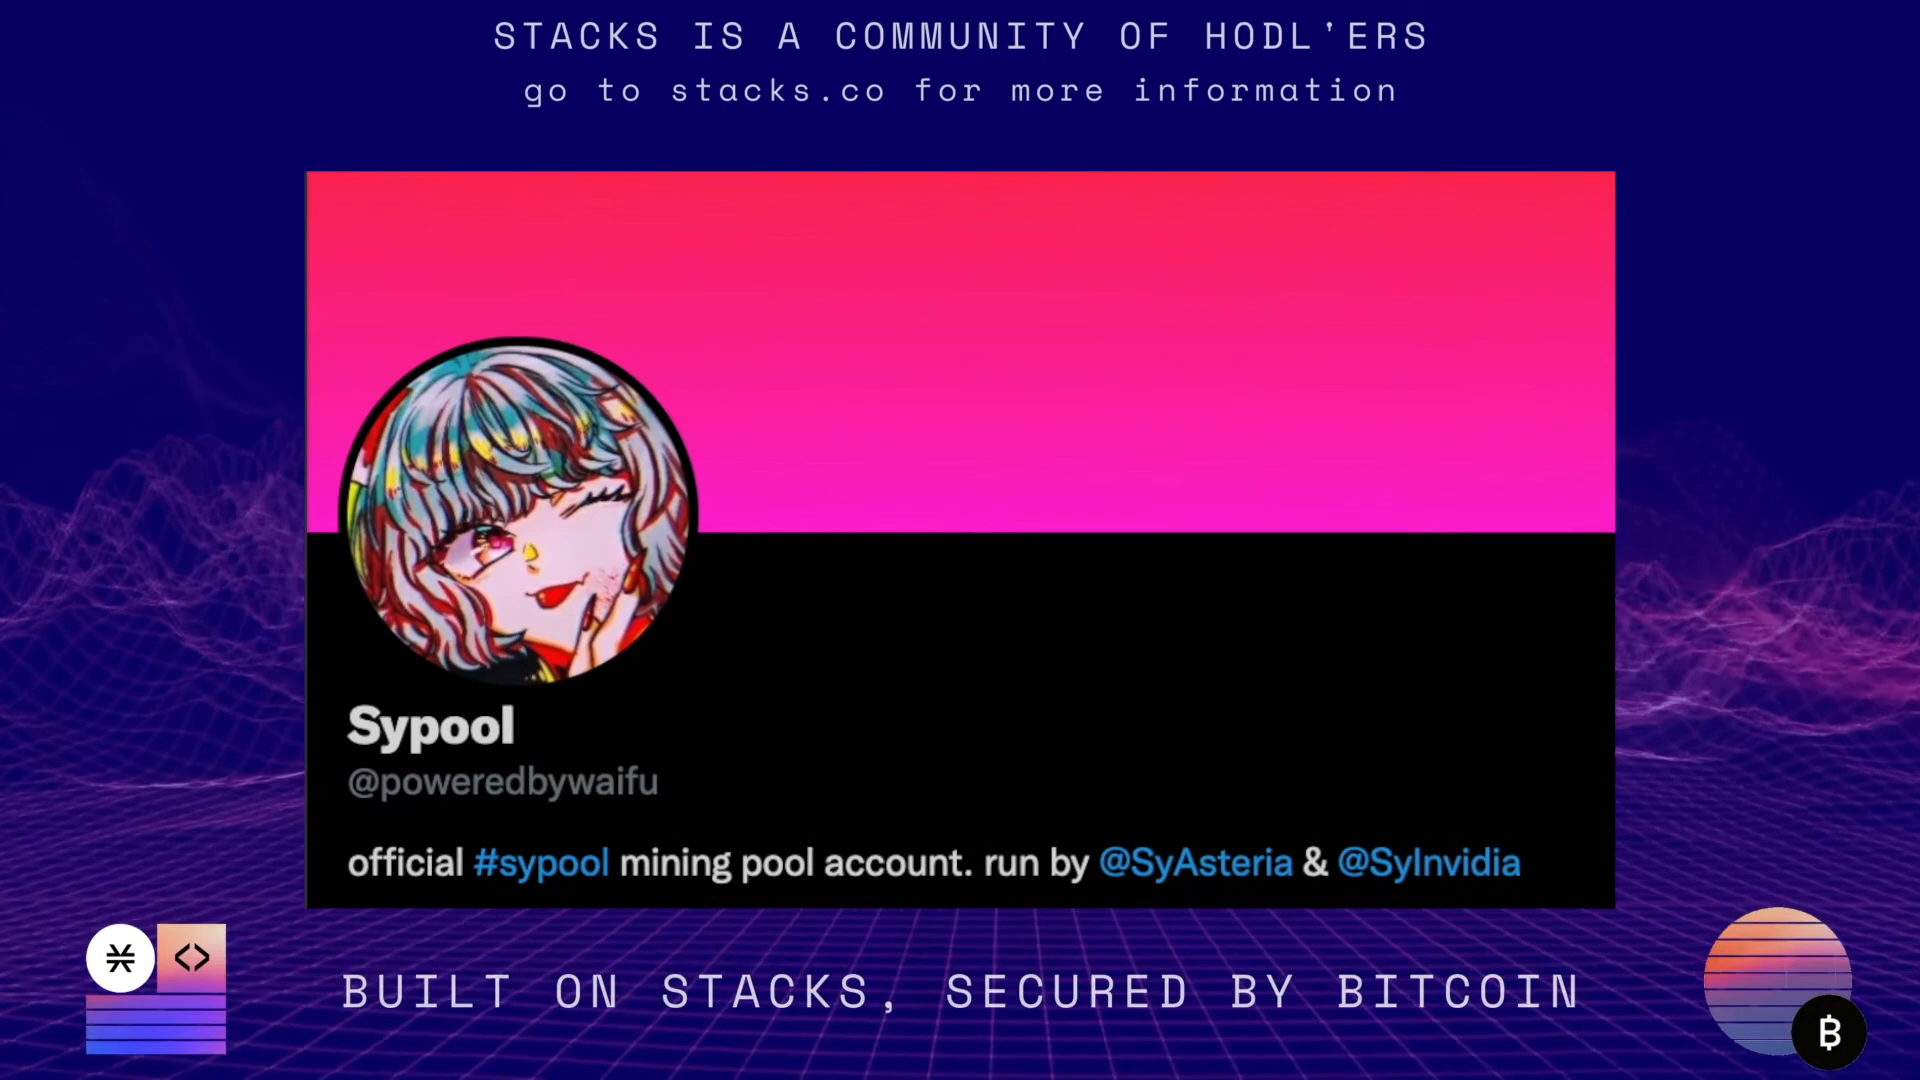 STACKS IS A COMMUNITY OF HODL'ERS
go to stacks.co for more information
Sypool
@poweredbywaifu
official #sypool mining pool account. run by @SyAsteria & @SyInvidia
BUILT ON STACKS, SECURED BY BITCOIN